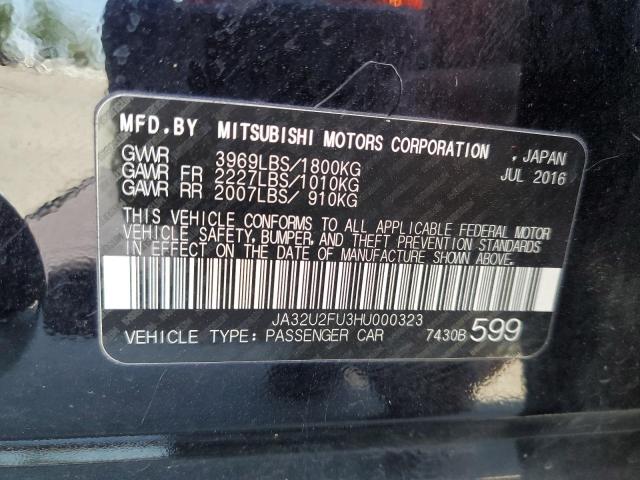 MFD.BY MITSUBISHI MOTORS CORPORATION , JAPAN
GVWR 3969LBS/1800KG JUL 2016
GAWR FR 2227LBS/1010KG
GAWR RR 2007LBS/ 910KG
THIS VEHICLE CONFORMS TO ALL APPLICABLE FEDERAL MOTOR
VEHICLE SAFETY, BUMPER, AND THEFT PREVENTION STANDARDS
IN EFFECT ON THE DATE OF MANUFACTURE SHOWN ABOVE.
JA32U2FU3HU000323
VEHICLE TYPE: PASSENGER CAR 7430B 599